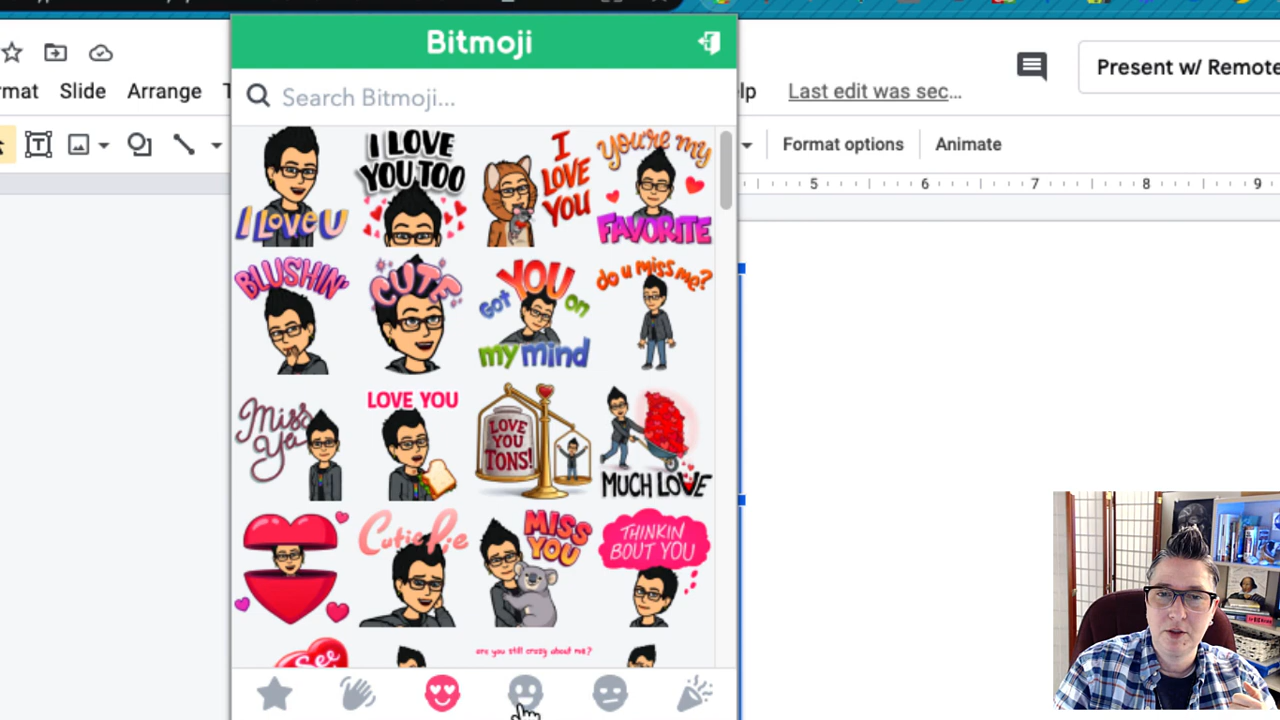 Bitmoji
Present w/ Remote
Slide
Arrange
Last edit was sec…
Search Bitmoji...
Format options
Animate
5 6 7 8 9
I Love U
I LOVE
YOU TOO
I
LOVE
YOU
you're my
FAVORITE
BLUSHIN'
CUTE
YOU
GOT
on
my mind
do u miss me?
Miss
Ya
LOVE YOU
LOVE
YOU
TONS!
MUCH LOVE
Cutie Pie
MISS
YOU
THINKIN
BOUT YOU
See
are you still crazy about me?